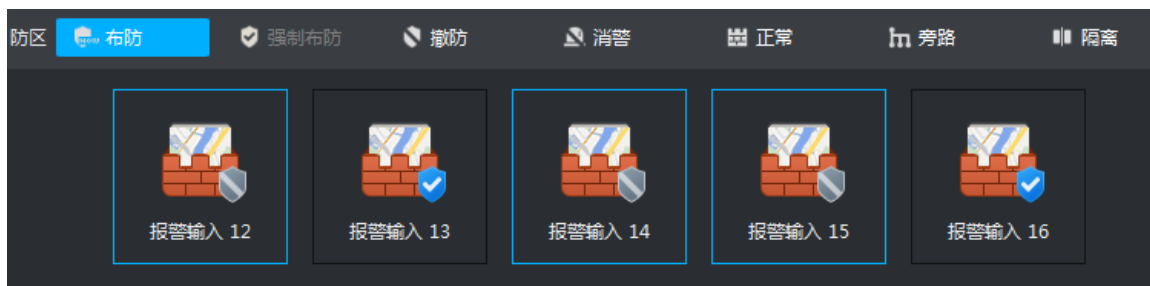 防区 布防 强制布防 撤防 消警 正常 旁路 隔离
报警输入 12 报警输入 13 报警输入 14 报警输入 15 报警输入 16